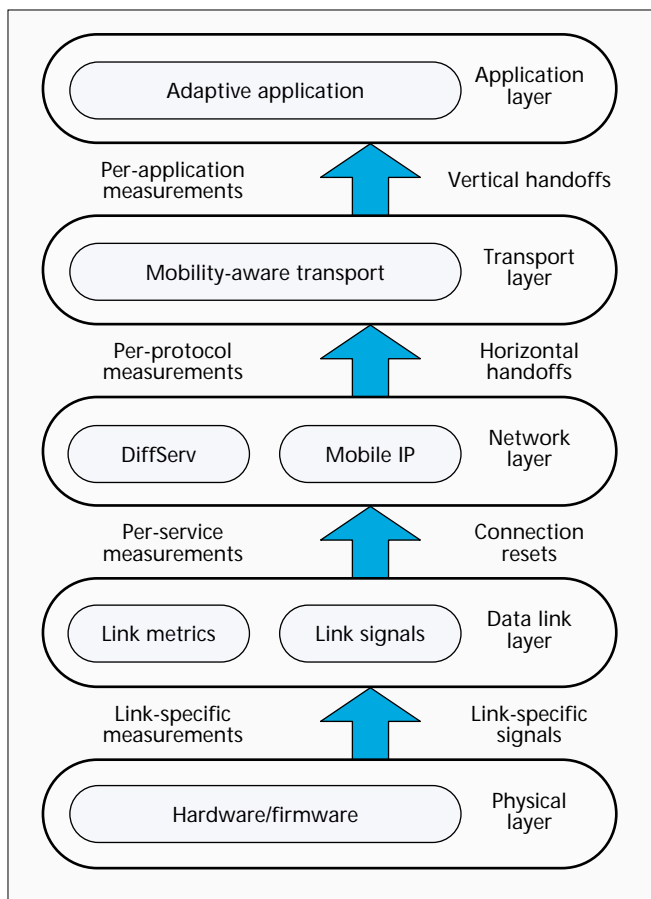 Adaptive application
Application
layer
Per-application
measurements
Vertical handoffs
Mobility-aware transport
Transport
layer
Per-protocol
measurements
Horizontal
handoffs
DiffServ
Mobile IP
Network
layer
Per-service
measurements
Connection
resets
Link metrics
Link signals
Data link
layer
Link-specific
measurements
Link-specific
signals
Hardware/firmware
Physical
layer